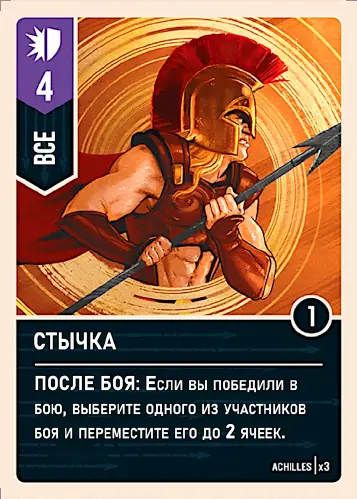 4
ВСЕ
1
СТЫЧКА
ПОСЛЕ БОЯ: Если вы победили в
бою, выберите одного из участников
боя и переместите его до 2 ячеек.
ACHILLES | x3